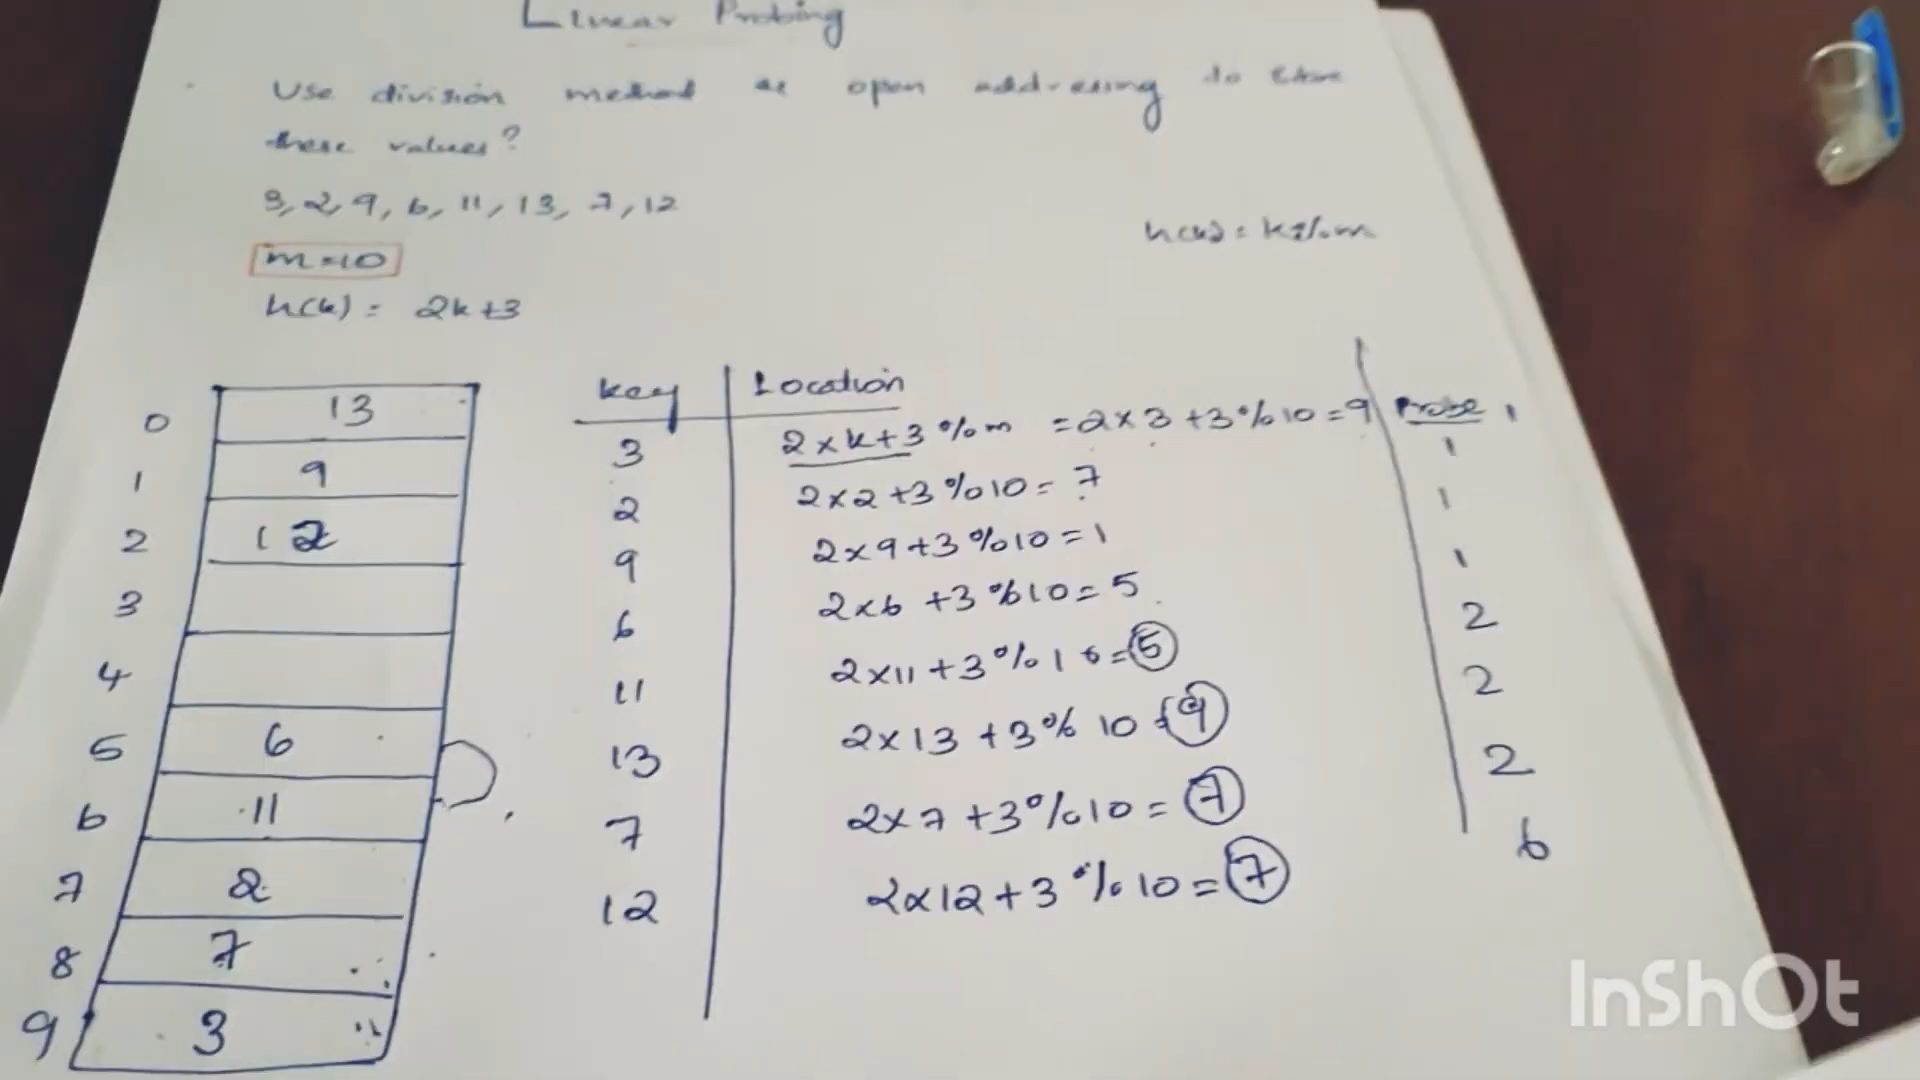 Linear Probing
Use division method & open addressing to store
these values?
3, 2, 9, 6, 11, 13, 7, 12
h(k) = k % m
m = 10
h(k) = 2k + 3
key Location Probe
3 2 x k + 3 % m = 2 x 3 + 3 % 10 = 9 1
2 2 x 2 + 3 % 10 = 7 1
9 2 x 9 + 3 % 10 = 1 1
6 2 x 6 + 3 % 10 = 5 1
11 2 x 11 + 3 % 10 = 5 2
13 2 x 13 + 3 % 10 = 9 2
7 2 x 7 + 3 % 10 = 7 2
12 2 x 12 + 3 % 10 = 7 6
0 13
1 9
2 12
3
4
5 6
6 11
7 2
8 7
9 3
InShOt